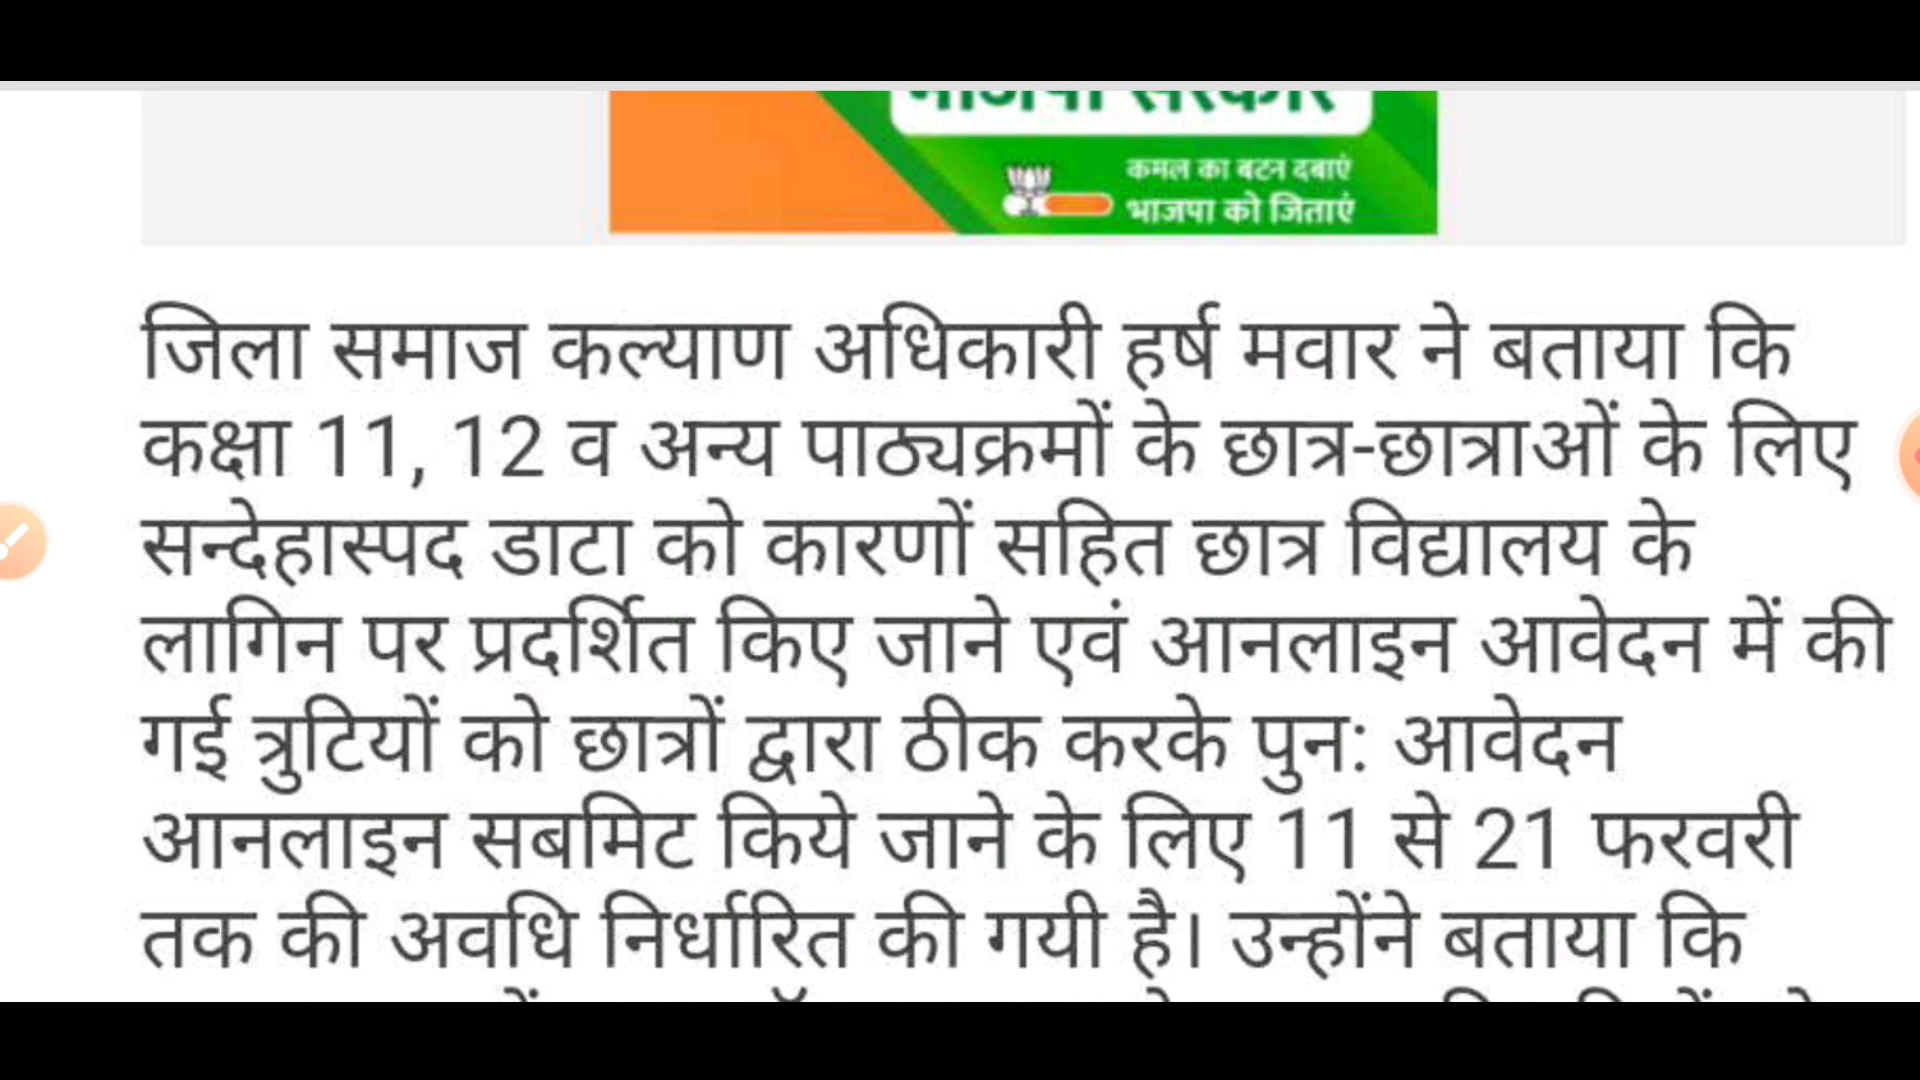 भाजपा सरकार
कमल का बटन दबाएं
भाजपा को जिताएं
जिला समाज कल्याण अधिकारी हर्ष मवार ने बताया कि
कक्षा 11, 12 व अन्य पाठ्यक्रमों के छात्र-छात्राओं के लिए
सन्देहास्पद डाटा को कारणों सहित छात्र विद्यालय के
लागिन पर प्रदर्शित किए जाने एवं आनलाइन आवेदन में की
गई त्रुटियों को छात्रों द्वारा ठीक करके पुन: आवेदन
आनलाइन सबमिट किये जाने के लिए 11 से 21 फरवरी
तक की अवधि निर्धारित की गयी है। उन्होंने बताया कि